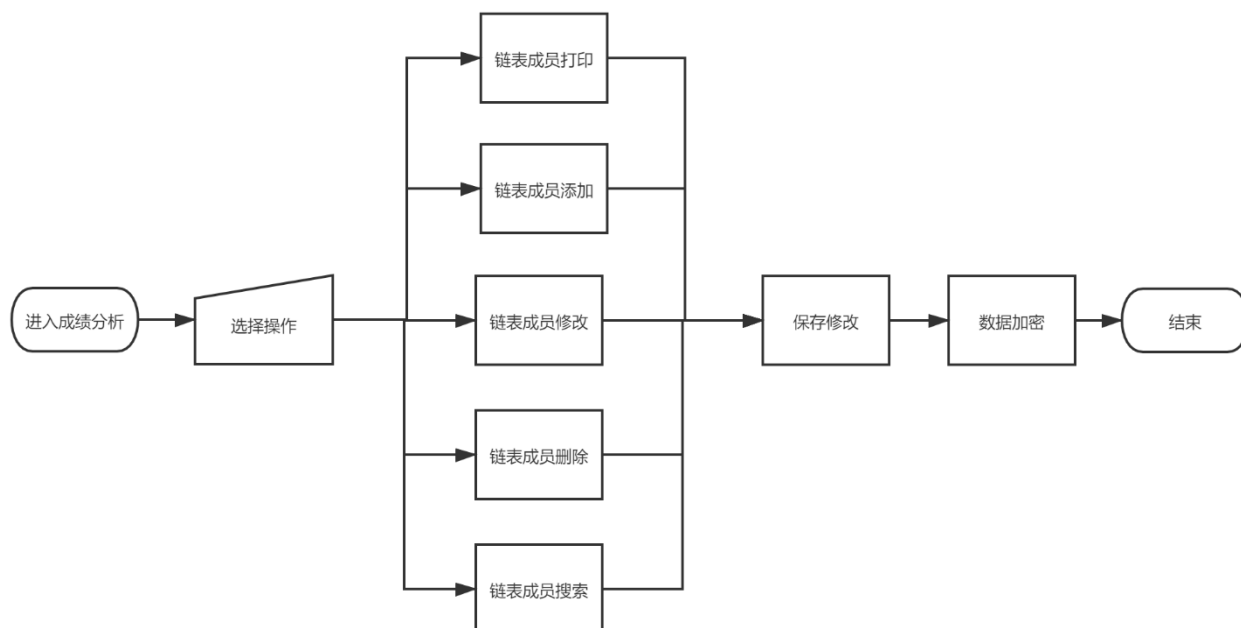 链表成员打印
链表成员添加
进入成绩分析
选择操作
链表成员修改
保存修改
数据加密
结束
链表成员删除
链表成员搜索